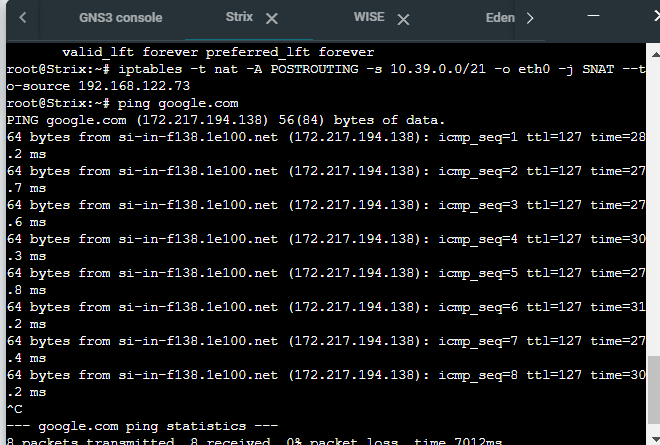 GNS3 console Strix WISE Eden
valid_lft forever preferred_lft forever
root@Strix:~# iptables -t nat -A POSTROUTING -s 10.39.0.0/21 -o eth0 -j SNAT --t
o-source 192.168.122.73
root@Strix:~# ping google.com
PING google.com (172.217.194.138) 56(84) bytes of data.
64 bytes from si-in-f138.1e100.net (172.217.194.138): icmp_seq=1 ttl=127 time=28
.2 ms
64 bytes from si-in-f138.1e100.net (172.217.194.138): icmp_seq=2 ttl=127 time=27
.7 ms
64 bytes from si-in-f138.1e100.net (172.217.194.138): icmp_seq=3 ttl=127 time=27
.6 ms
64 bytes from si-in-f138.1e100.net (172.217.194.138): icmp_seq=4 ttl=127 time=30
.3 ms
64 bytes from si-in-f138.1e100.net (172.217.194.138): icmp_seq=5 ttl=127 time=27
.8 ms
64 bytes from si-in-f138.1e100.net (172.217.194.138): icmp_seq=6 ttl=127 time=31
.2 ms
64 bytes from si-in-f138.1e100.net (172.217.194.138): icmp_seq=7 ttl=127 time=27
.4 ms
64 bytes from si-in-f138.1e100.net (172.217.194.138): icmp_seq=8 ttl=127 time=30
.2 ms
^C
--- google.com ping statistics ---
8 packets transmitted, 8 received, 0% packet loss, time 7012ms